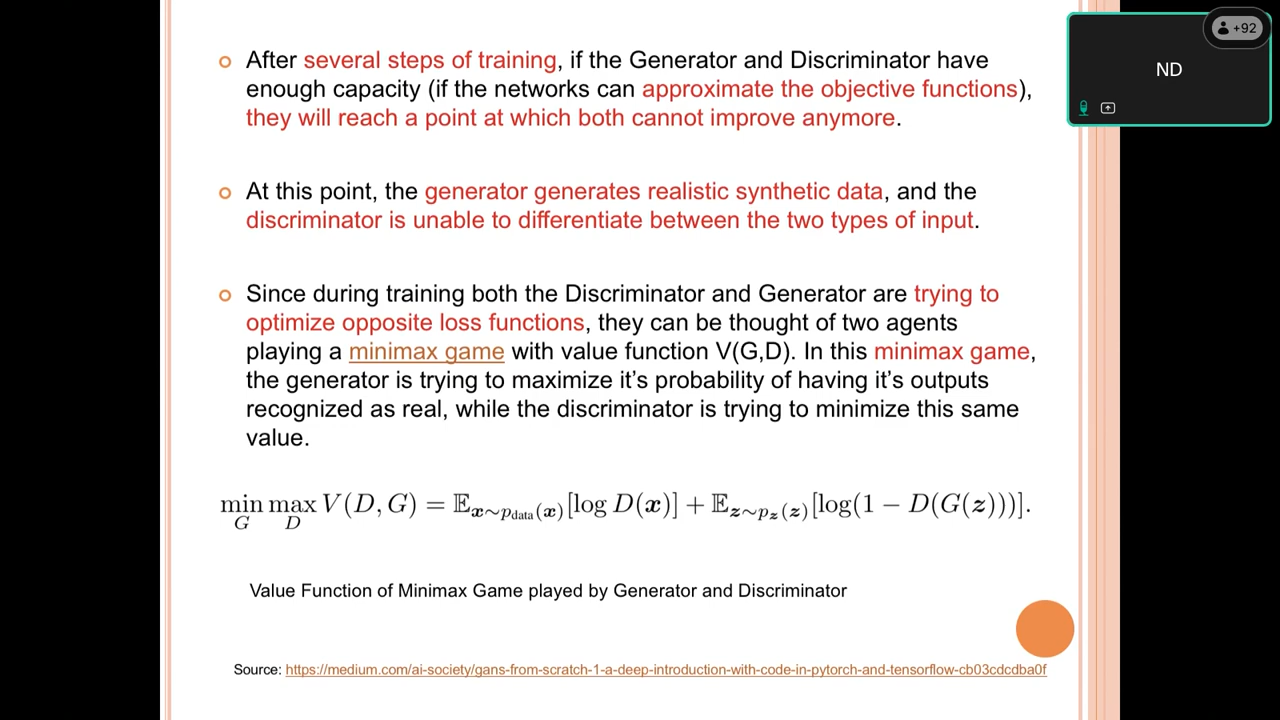 After several steps of training, if the Generator and Discriminator have
enough capacity (if the networks can approximate the objective functions),
they will reach a point at which both cannot improve anymore.
At this point, the generator generates realistic synthetic data, and the
discriminator is unable to differentiate between the two types of input.
Since during training both the Discriminator and Generator are trying to
optimize opposite loss functions, they can be thought of two agents
playing a minimax game with value function V(G,D). In this minimax game,
the generator is trying to maximize it's probability of having it's outputs
recognized as real, while the discriminator is trying to minimize this same
value.
min_G max_D V(D, G) = 𝔼_{x∼p_data(x)}[log D(x)] + 𝔼_{z∼p_z(z)}[log(1 − D(G(z)))].
Value Function of Minimax Game played by Generator and Discriminator
Source: https://medium.com/ai-society/gans-from-scratch-1-a-deep-introduction-with-code-in-pytorch-and-tensorflow-cb03cdcdba0f
+92
ND